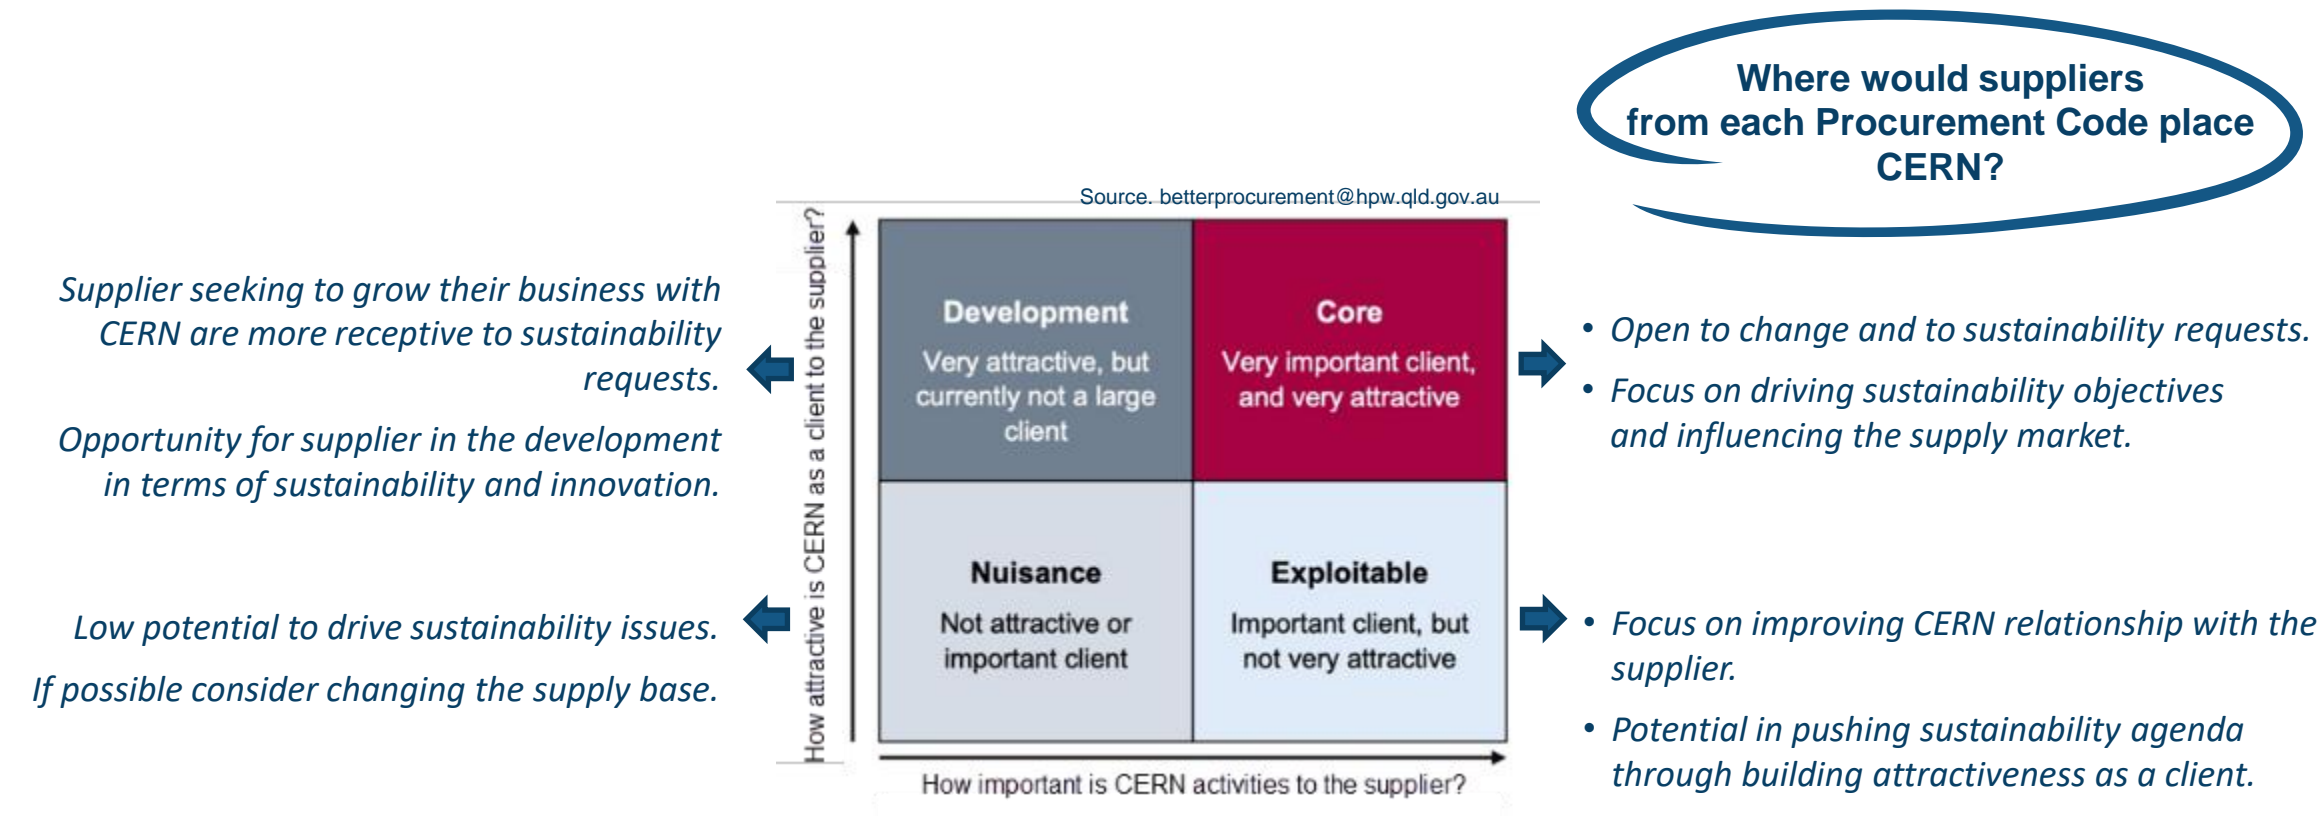 Where would suppliers
from each Procurement Code place
CERN?
Source. betterprocurement@hpw.qld.gov.au
Supplier seeking to grow their business with
CERN are more receptive to sustainability
requests.
Opportunity for supplier in the development
in terms of sustainability and innovation.
Low potential to drive sustainability issues.
If possible consider changing the supply base.
How attractive is CERN as a client to the supplier?
Development
Very attractive, but
currently not a large
client
Core
Very important client,
and very attractive
Nuisance
Not attractive or
important client
Exploitable
Important client, but
not very attractive
How important is CERN activities to the supplier?
• Open to change and to sustainability requests.
• Focus on driving sustainability objectives
and influencing the supply market.
• Focus on improving CERN relationship with the
supplier.
• Potential in pushing sustainability agenda
through building attractiveness as a client.